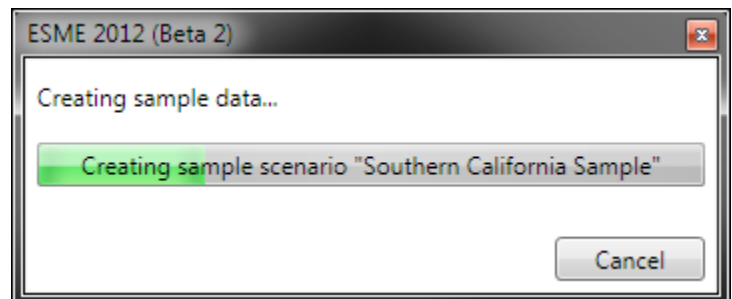 ESME 2012 (Beta 2)
Creating sample data...
Creating sample scenario "Southern California Sample"
Cancel